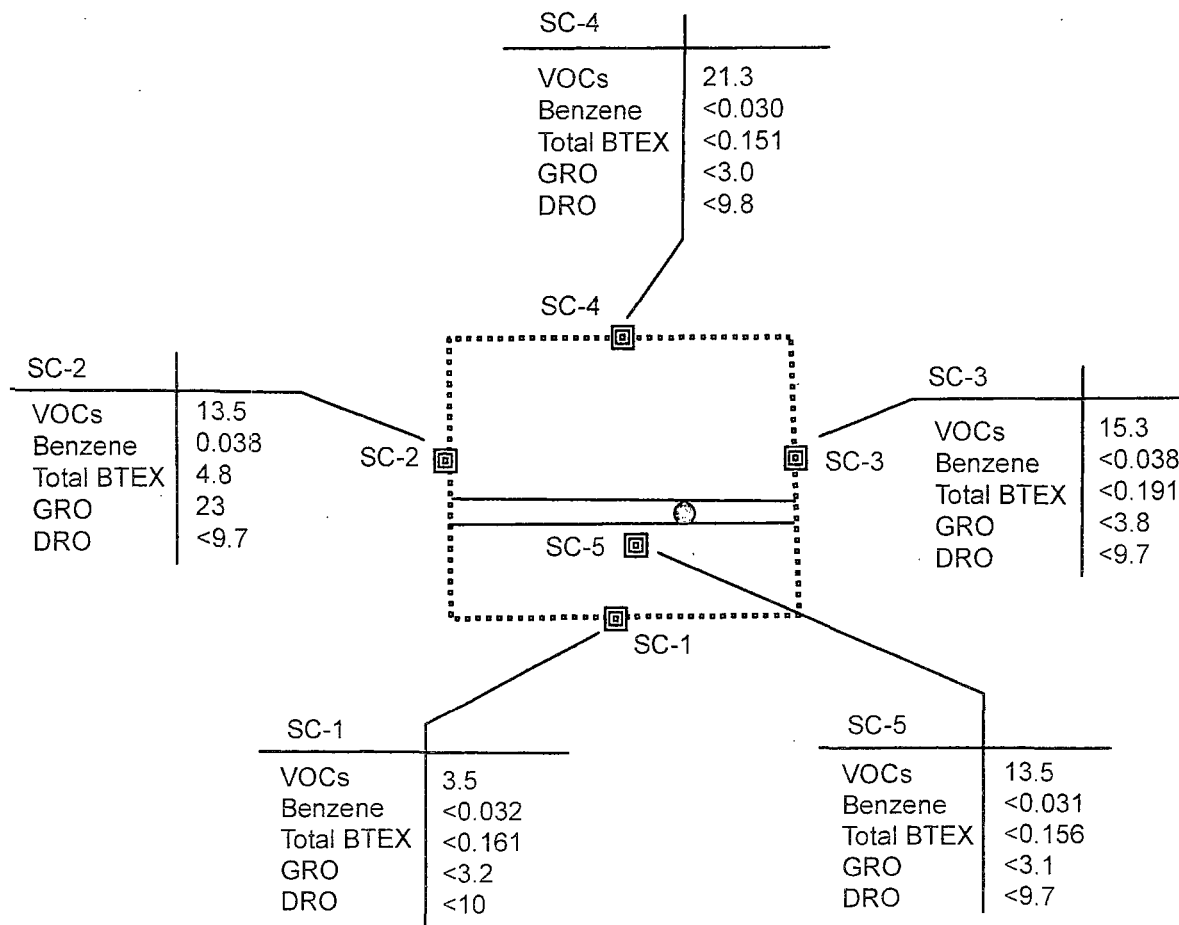 SC-4
VOCs 21.3
Benzene <0.030
Total BTEX <0.151
GRO <3.0
DRO <9.8
SC-4
SC-2
VOCs 13.5
Benzene 0.038
Total BTEX 4.8
GRO 23
DRO <9.7
SC-2
SC-3
SC-3
VOCs 15.3
Benzene <0.038
Total BTEX <0.191
GRO <3.8
DRO <9.7
SC-5
SC-1
SC-1
VOCs 3.5
Benzene <0.032
Total BTEX <0.161
GRO <3.2
DRO <10
SC-5
VOCs 13.5
Benzene <0.031
Total BTEX <0.156
GRO <3.1
DRO <9.7